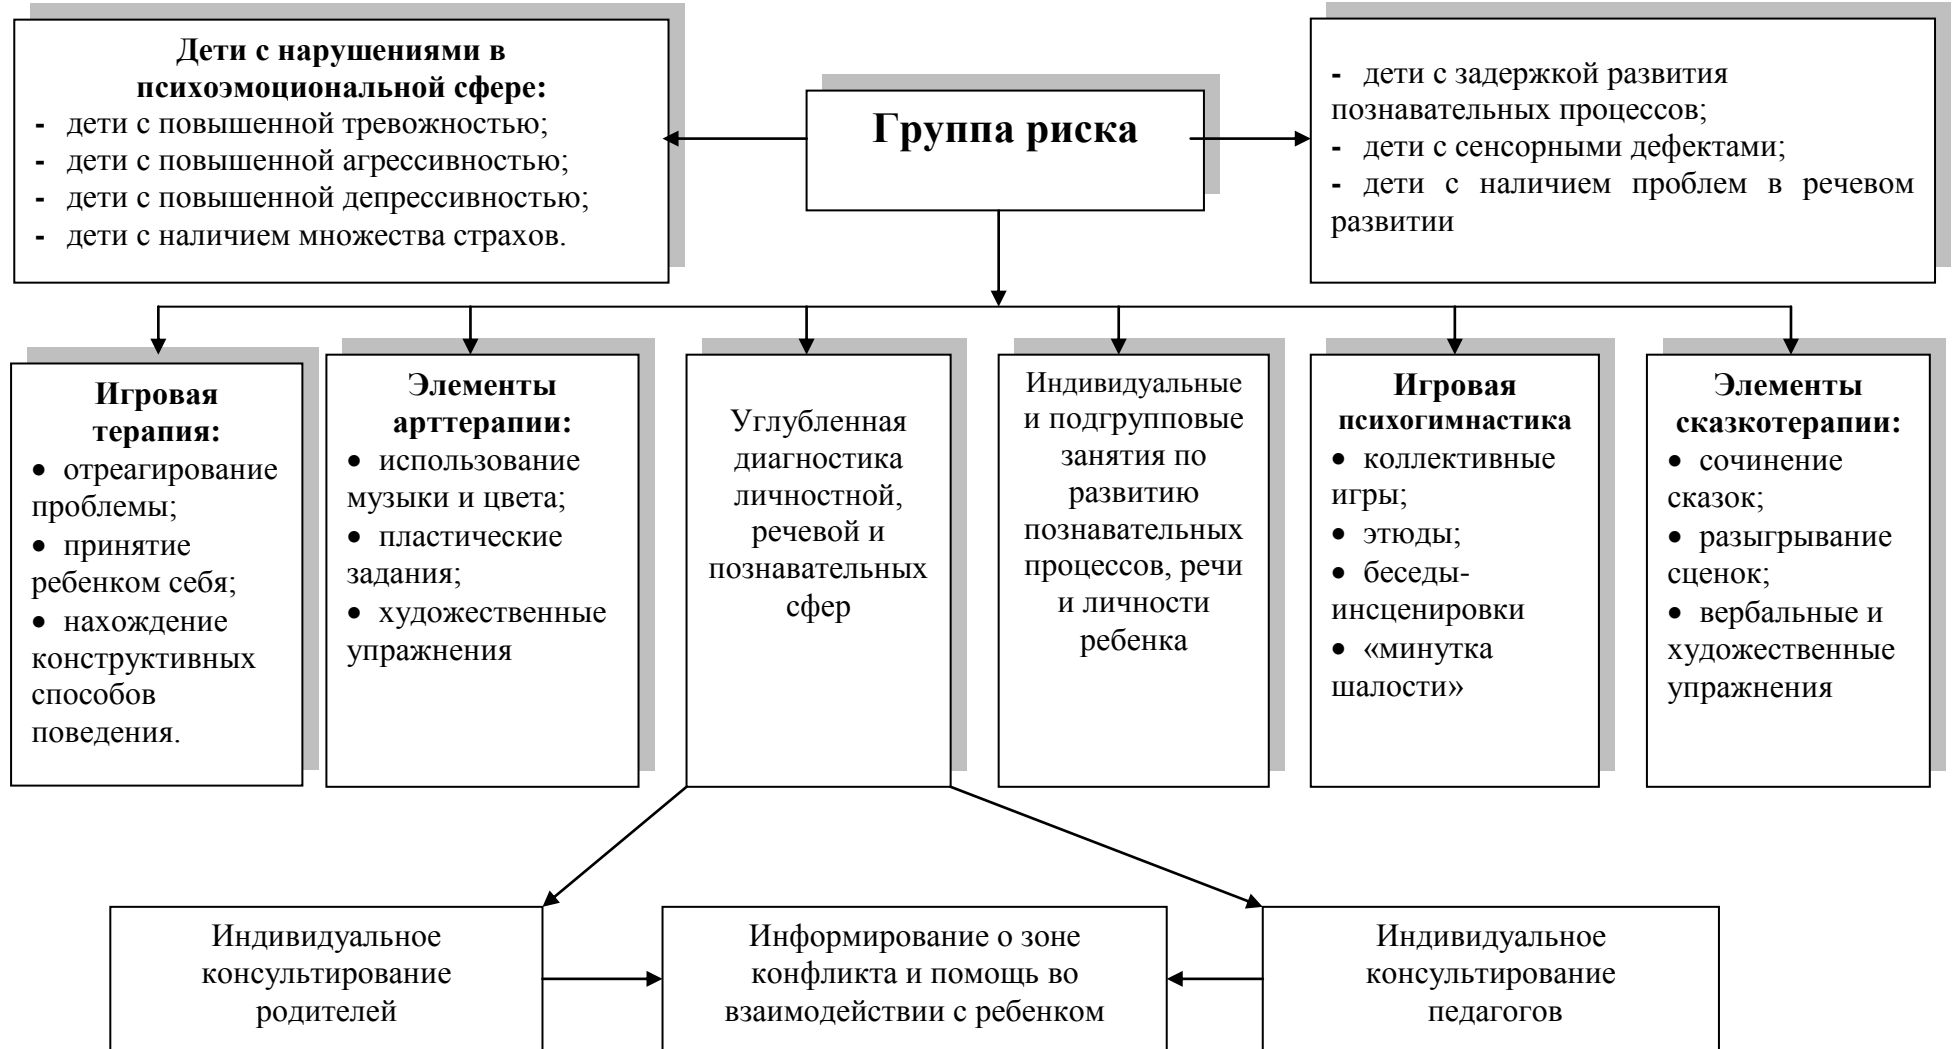 Дети с нарушениями в
психоэмоциональной сфере:
- дети с повышенной тревожностью;
- дети с повышенной агрессивностью;
- дети с повышенной депрессивностью;
- дети с наличием множества страхов.
Группа риска
- дети с задержкой развития
познавательных процессов;
- дети с сенсорными дефектами;
- дети с наличием проблем в речевом
развитии
Игровая
терапия:
• отреагирование
проблемы;
• принятие
ребенком себя;
• нахождение
конструктивных
способов
поведения.
Элементы
арттерапии:
• использование
музыки и цвета;
• пластические
задания;
• художественные
упражнения
Углубленная
диагностика
личностной,
речевой и
познавательных
сфер
Индивидуальные
и подгрупповые
занятия по
развитию
познавательных
процессов, речи
и личности
ребенка
Игровая
психогимнастика
• коллективные
игры;
• этюды;
• беседы-
инсценировки
• «минутка
шалости»
Элементы
сказкотерапии:
• сочинение
сказок;
• разыгрывание
сценок;
• вербальные и
художественные
упражнения
Индивидуальное
консультирование
родителей
Информирование о зоне
конфликта и помощь во
взаимодействии с ребенком
Индивидуальное
консультирование
педагогов